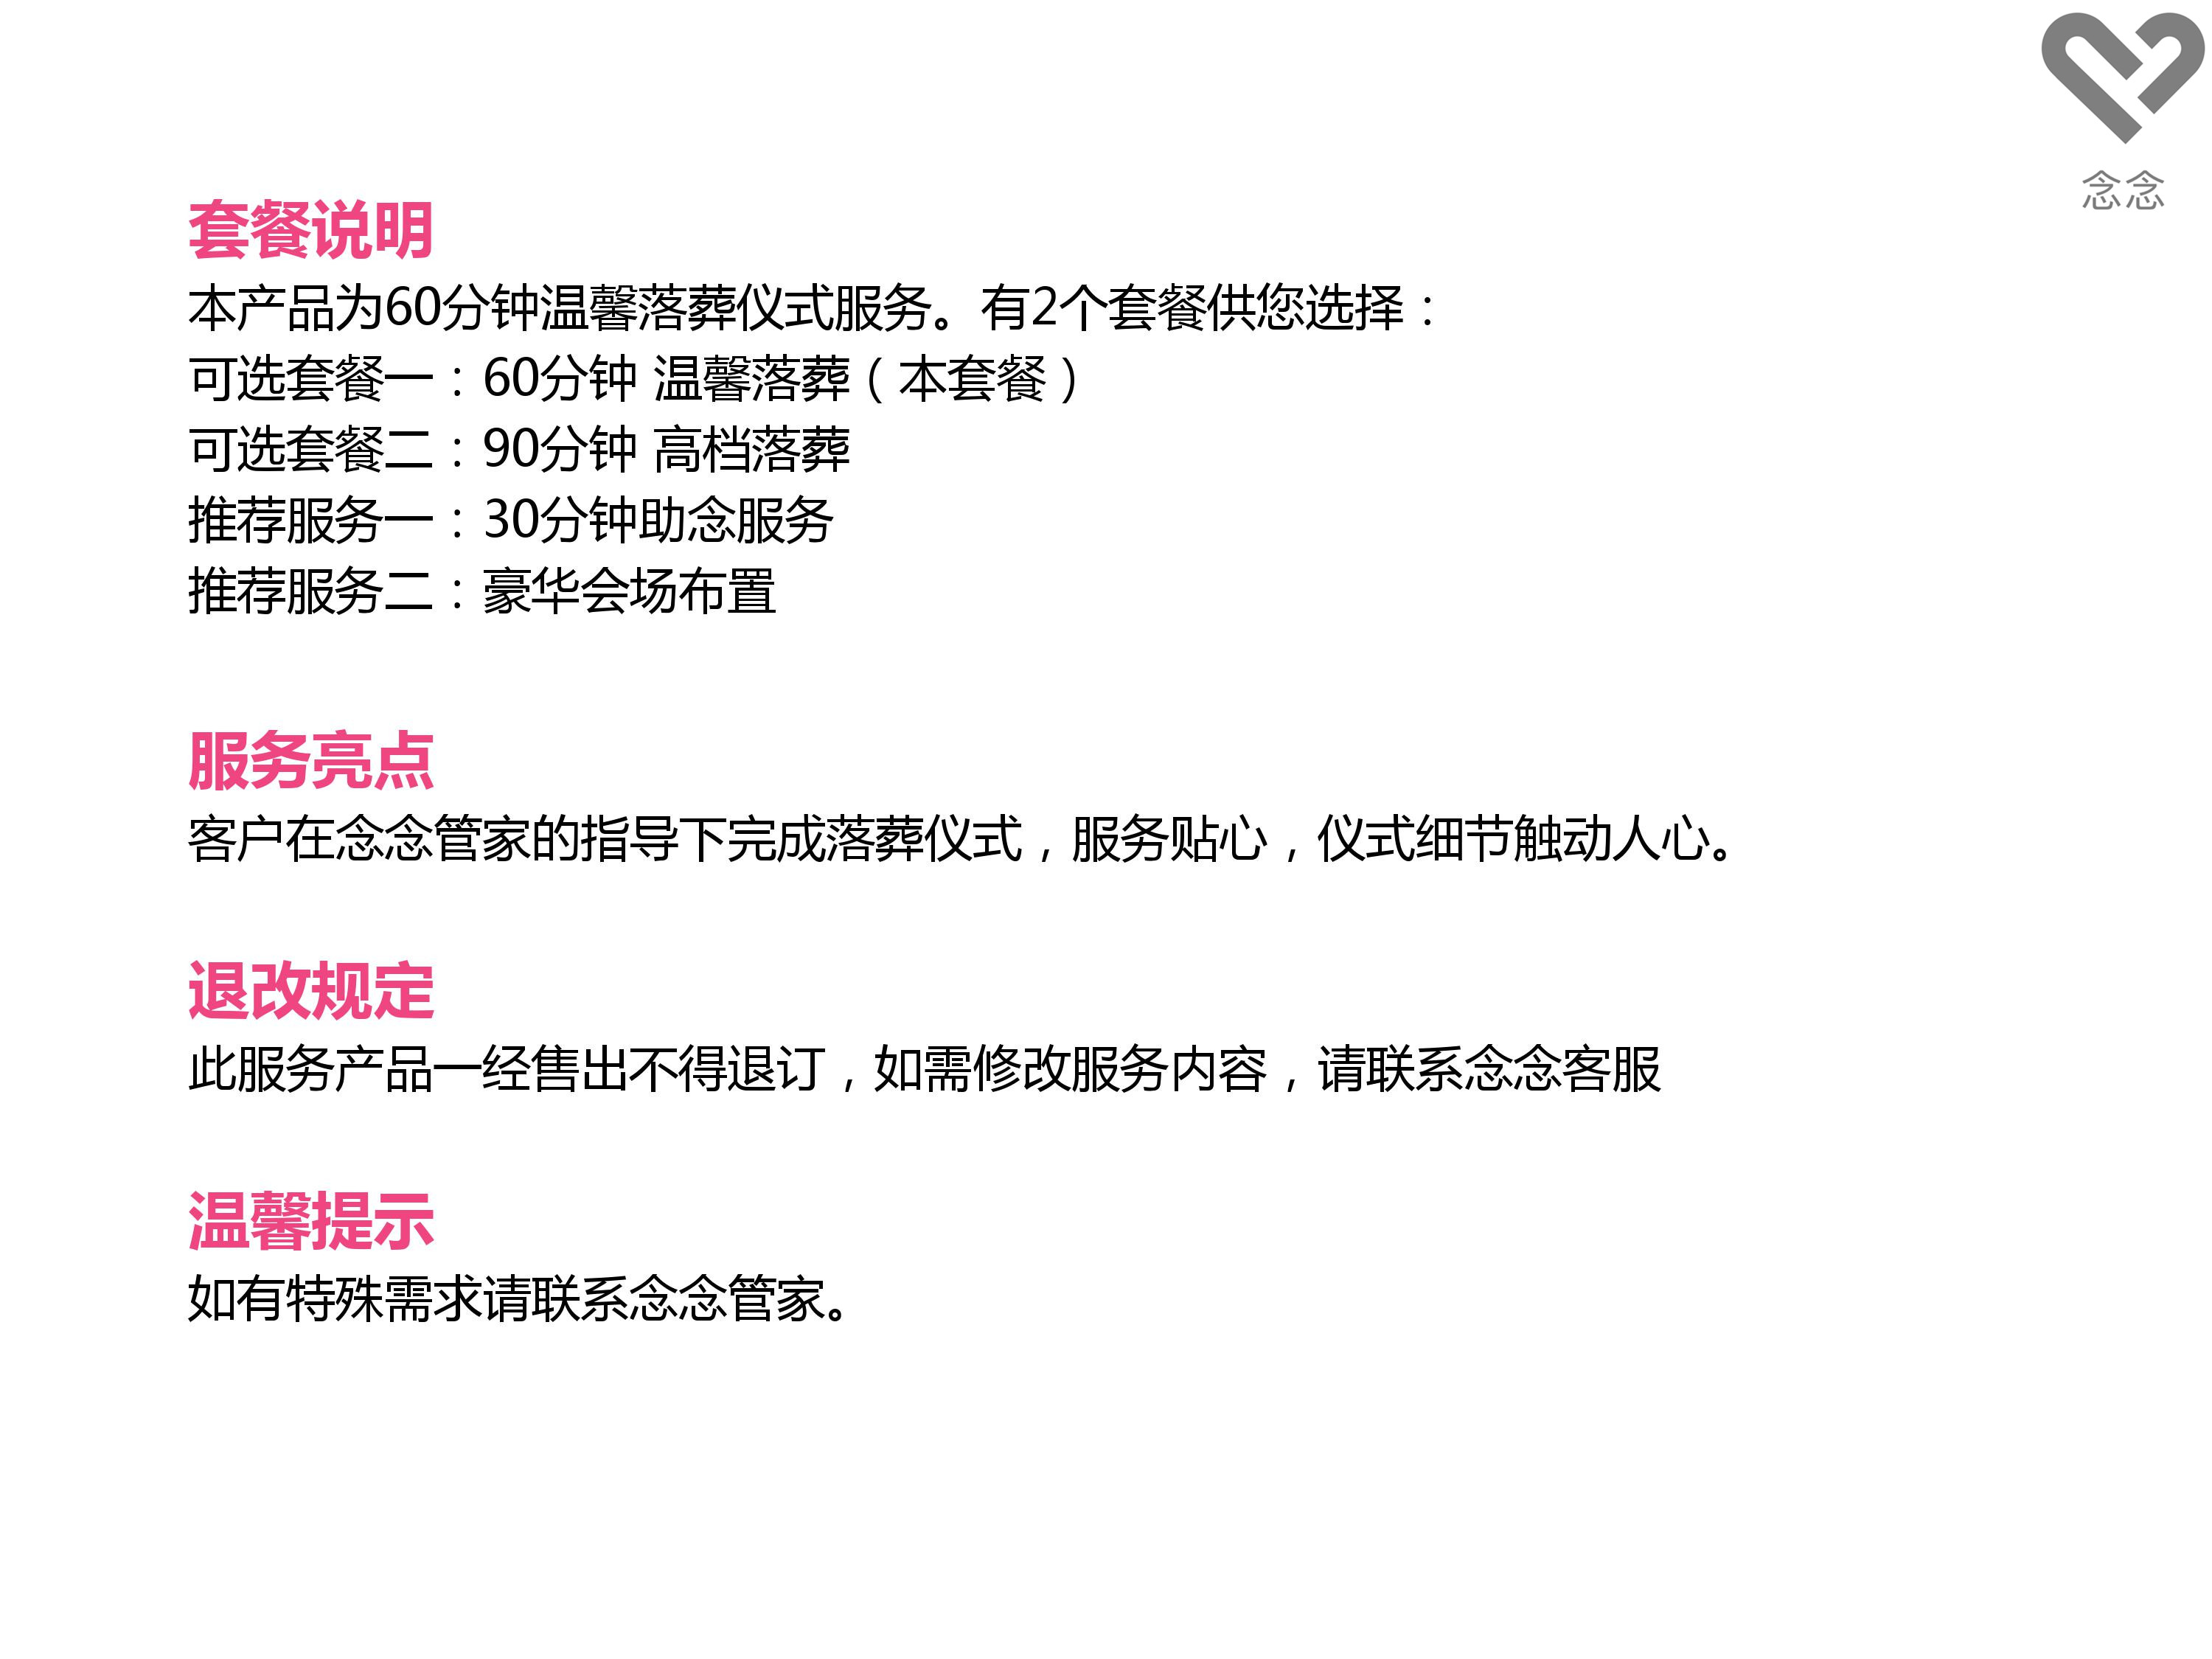 念念
套餐说明
本产品为60分钟温馨落葬仪式服务。有2个套餐供您选择：
可选套餐一：60分钟 温馨落葬（本套餐）
可选套餐二：90分钟 高档落葬
推荐服务一：30分钟助念服务
推荐服务二：豪华会场布置
服务亮点
客户在念念管家的指导下完成落葬仪式，服务贴心，仪式细节触动人心。
退改规定
此服务产品一经售出不得退订，如需修改服务内容，请联系念念客服
温馨提示
如有特殊需求请联系念念管家。